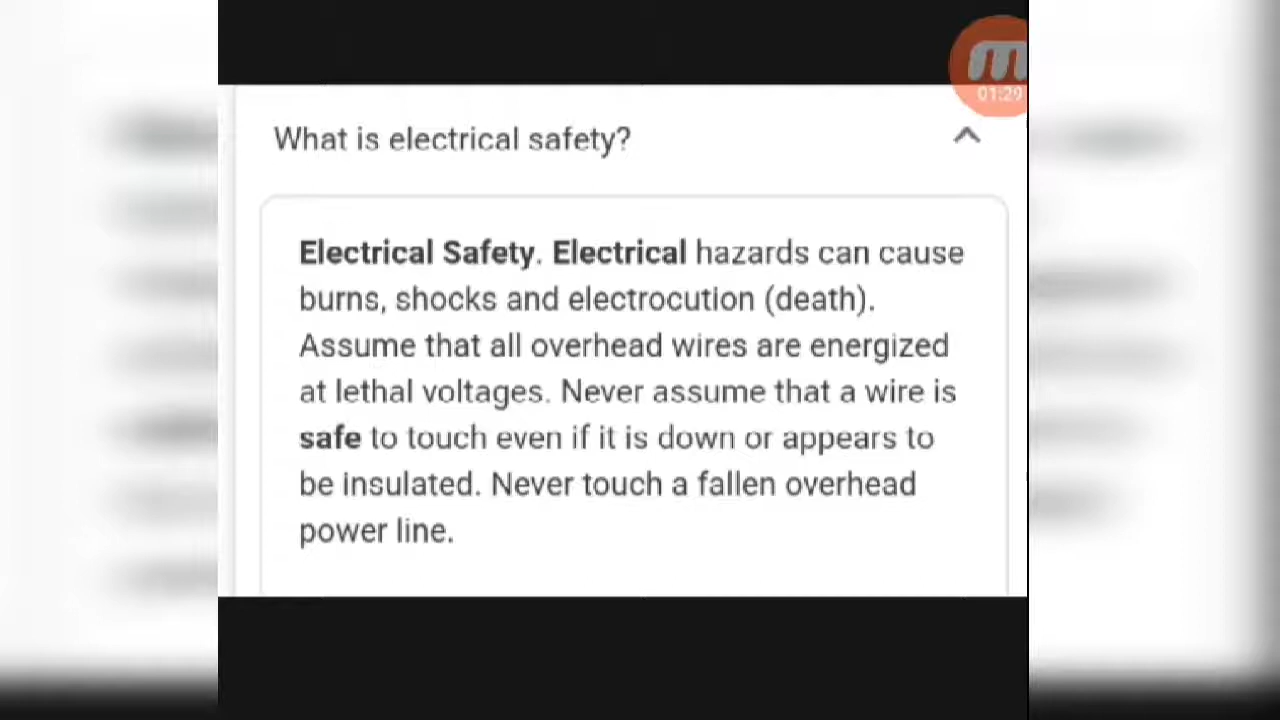 01:29
What is electrical safety?
Electrical Safety. Electrical hazards can cause
burns, shocks and electrocution (death).
Assume that all overhead wires are energized
at lethal voltages. Never assume that a wire is
safe to touch even if it is down or appears to
be insulated. Never touch a fallen overhead
power line.